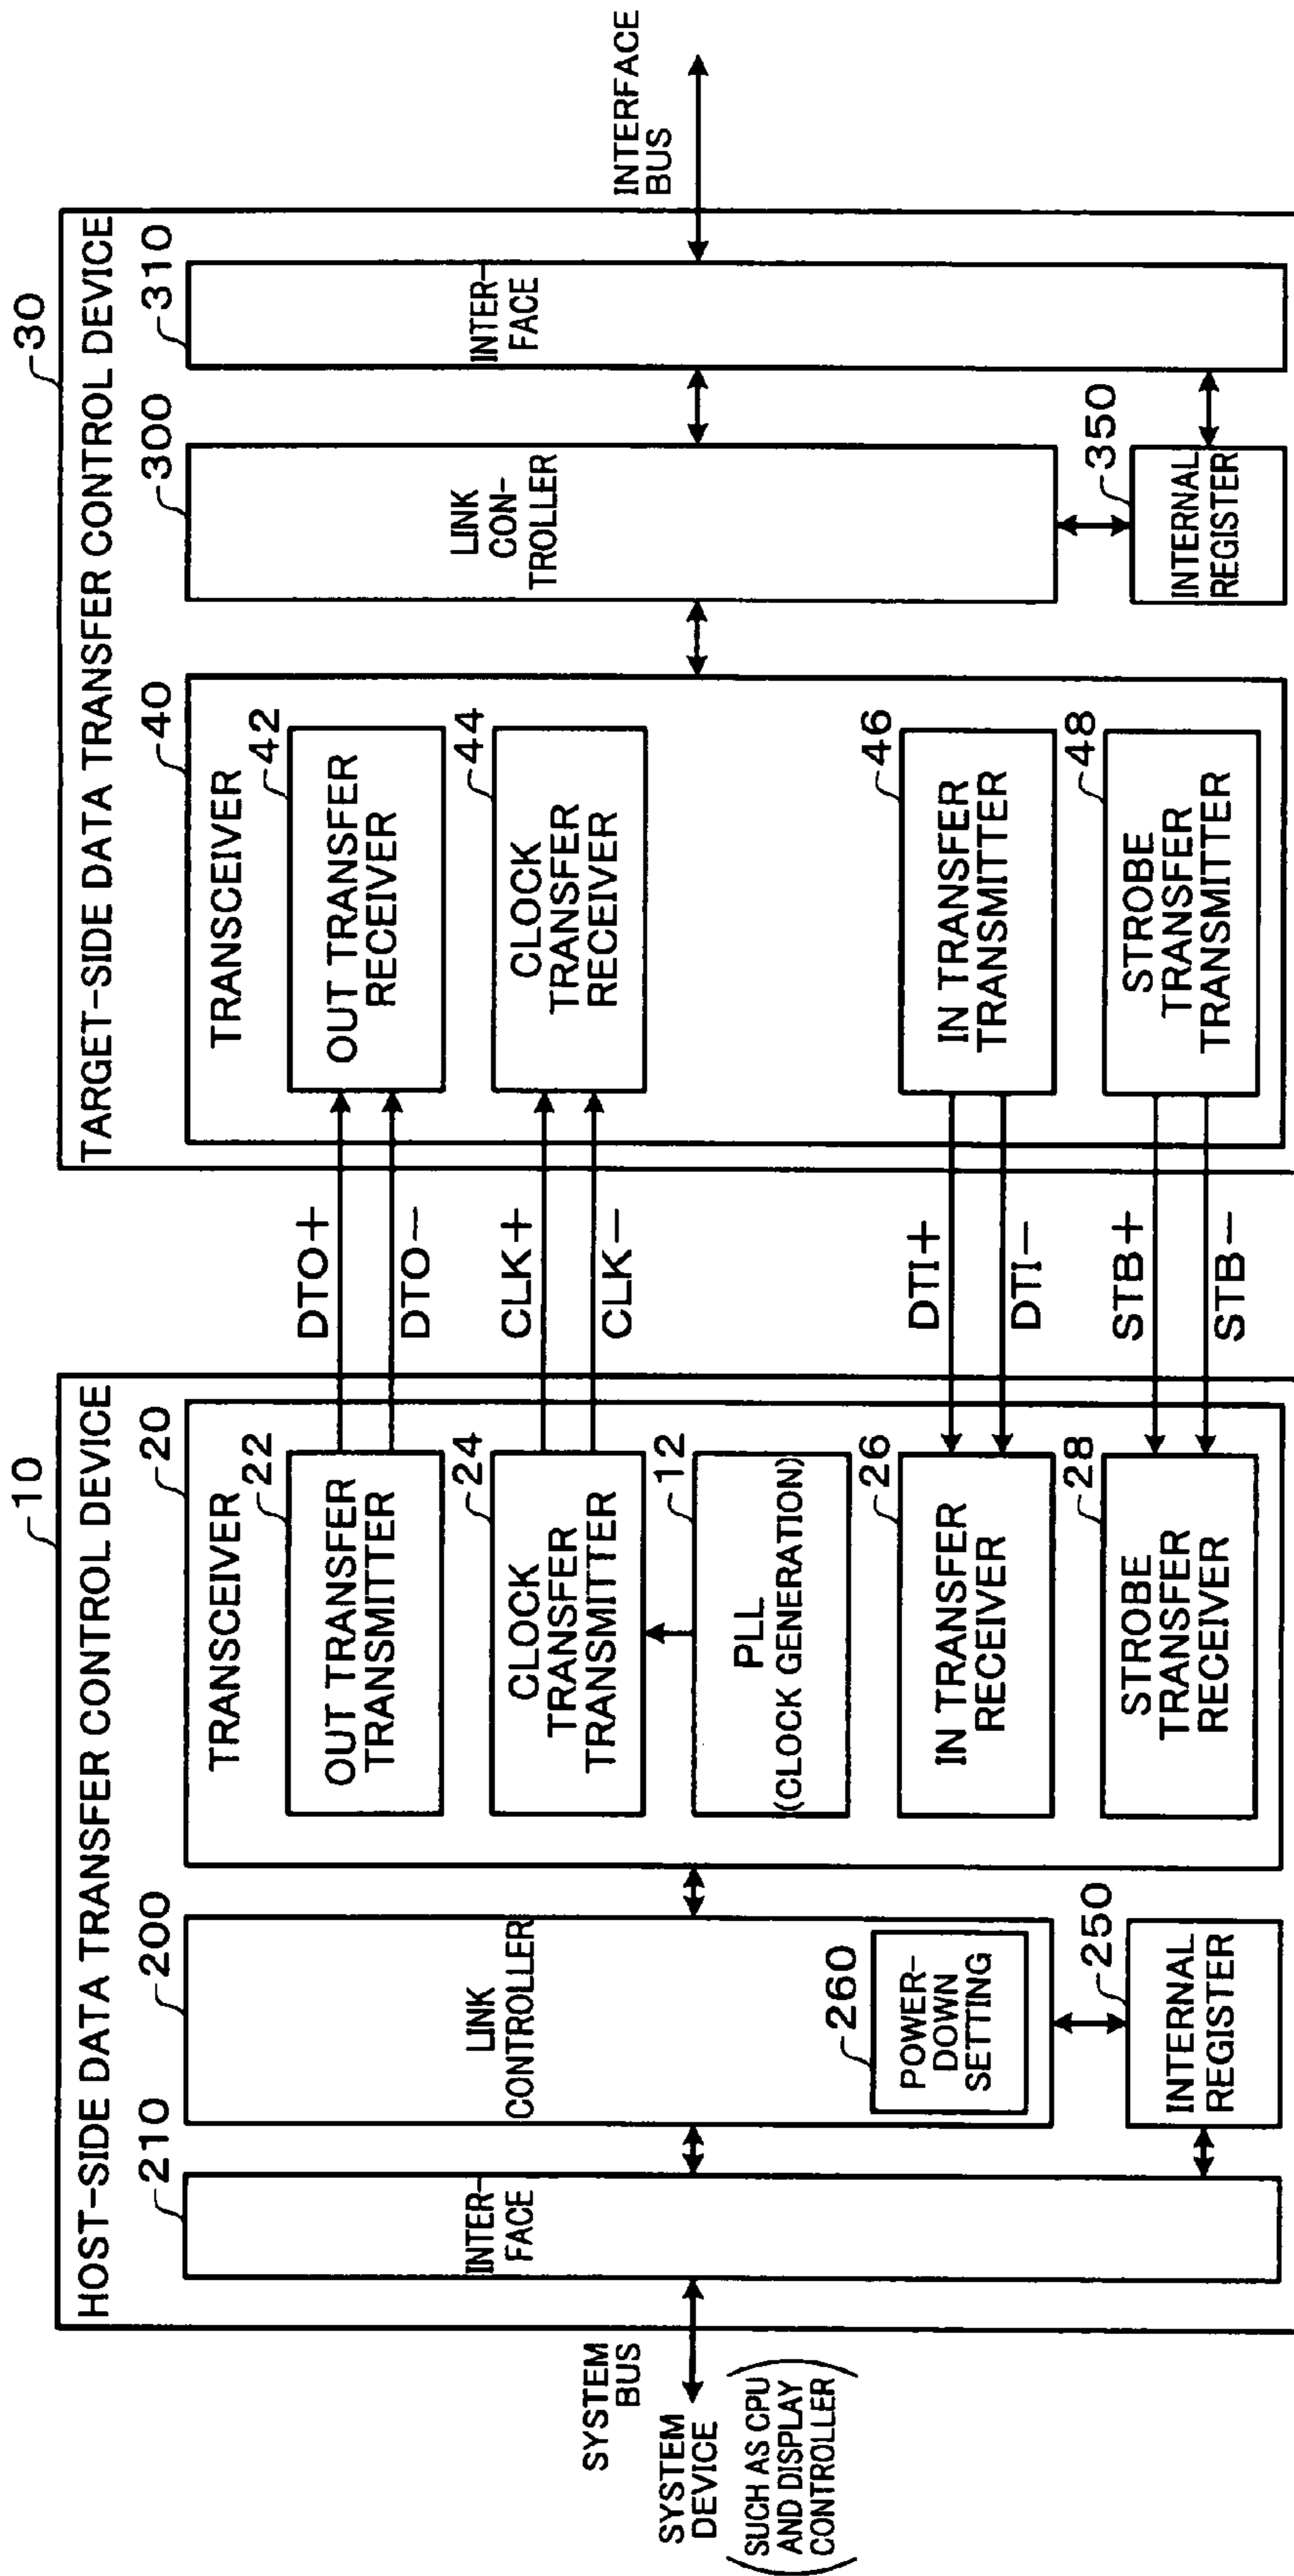 10
HOST-SIDE DATA TRANSFER CONTROL DEVICE
SYSTEM
BUS
SYSTEM
DEVICE
(SUCH AS CPU
AND DISPLAY
CONTROLLER)
210
INTER-
FACE
200
LINK
CONTROLLER
260
POWER-
DOWN
SETTING
250
INTERNAL
REGISTER
20
TRANSCEIVER
22
OUT TRANSFER
TRANSMITTER
24
CLOCK
TRANSFER
TRANSMITTER
12
PLL
(CLOCK GENERATION)
26
IN TRANSFER
RECEIVER
28
STROBE
TRANSFER
RECEIVER
DTO+
DTO-
CLK+
CLK-
DTI+
DTI-
STB+
STB-
30
TARGET-SIDE DATA TRANSFER CONTROL DEVICE
40
TRANSCEIVER
42
OUT TRANSFER
RECEIVER
44
CLOCK
TRANSFER
RECEIVER
46
IN TRANSFER
TRANSMITTER
48
STROBE
TRANSFER
TRANSMITTER
300
LINK
CON-
TROLLER
350
INTERNAL
REGISTER
310
INTER-
FACE
INTERFACE
BUS